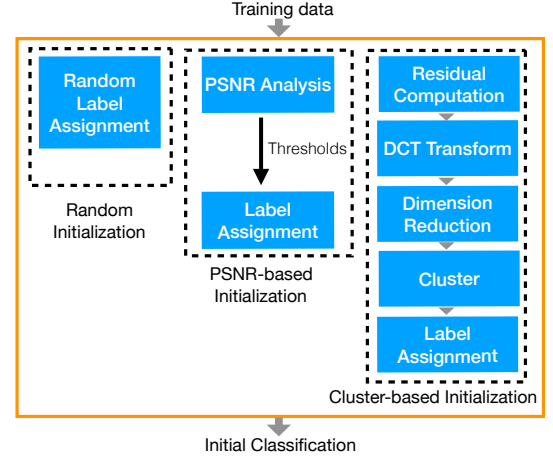 Training data
Random
Label
Assignment
Random
Initialization
PSNR Analysis
Thresholds
Label
Assignment
PSNR-based
Initialization
Residual
Computation
DCT Transform
Dimension
Reduction
Cluster
Label
Assignment
Cluster-based Initialization
Initial Classification